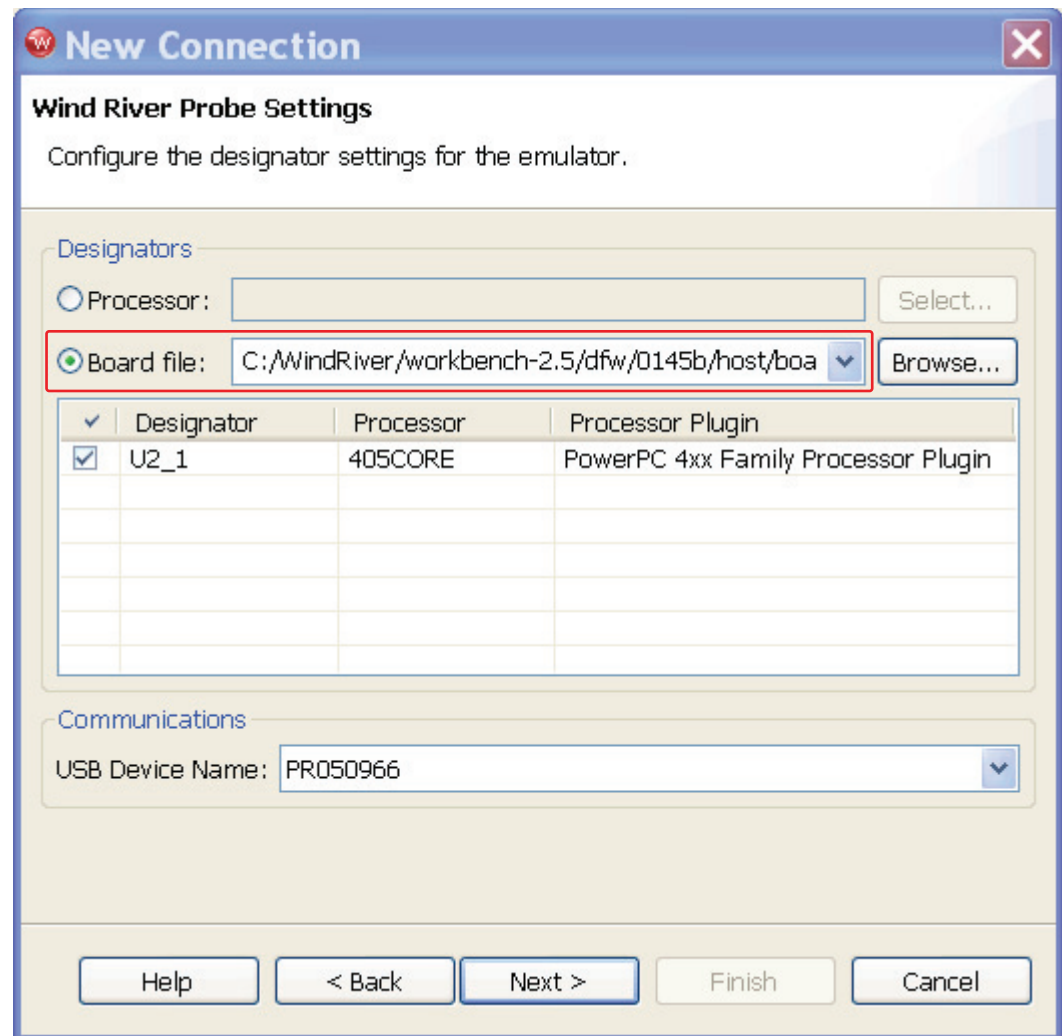 New Connection
Wind River Probe Settings
Configure the designator settings for the emulator.
Designators
Processor: Select...
Board file: C:/WindRiver/workbench-2.5/dfw/0145b/host/boa Browse...
Designator Processor Processor Plugin
U2_1 405CORE PowerPC 4xx Family Processor Plugin
Communications
USB Device Name: PR050966
Help < Back Next > Finish Cancel